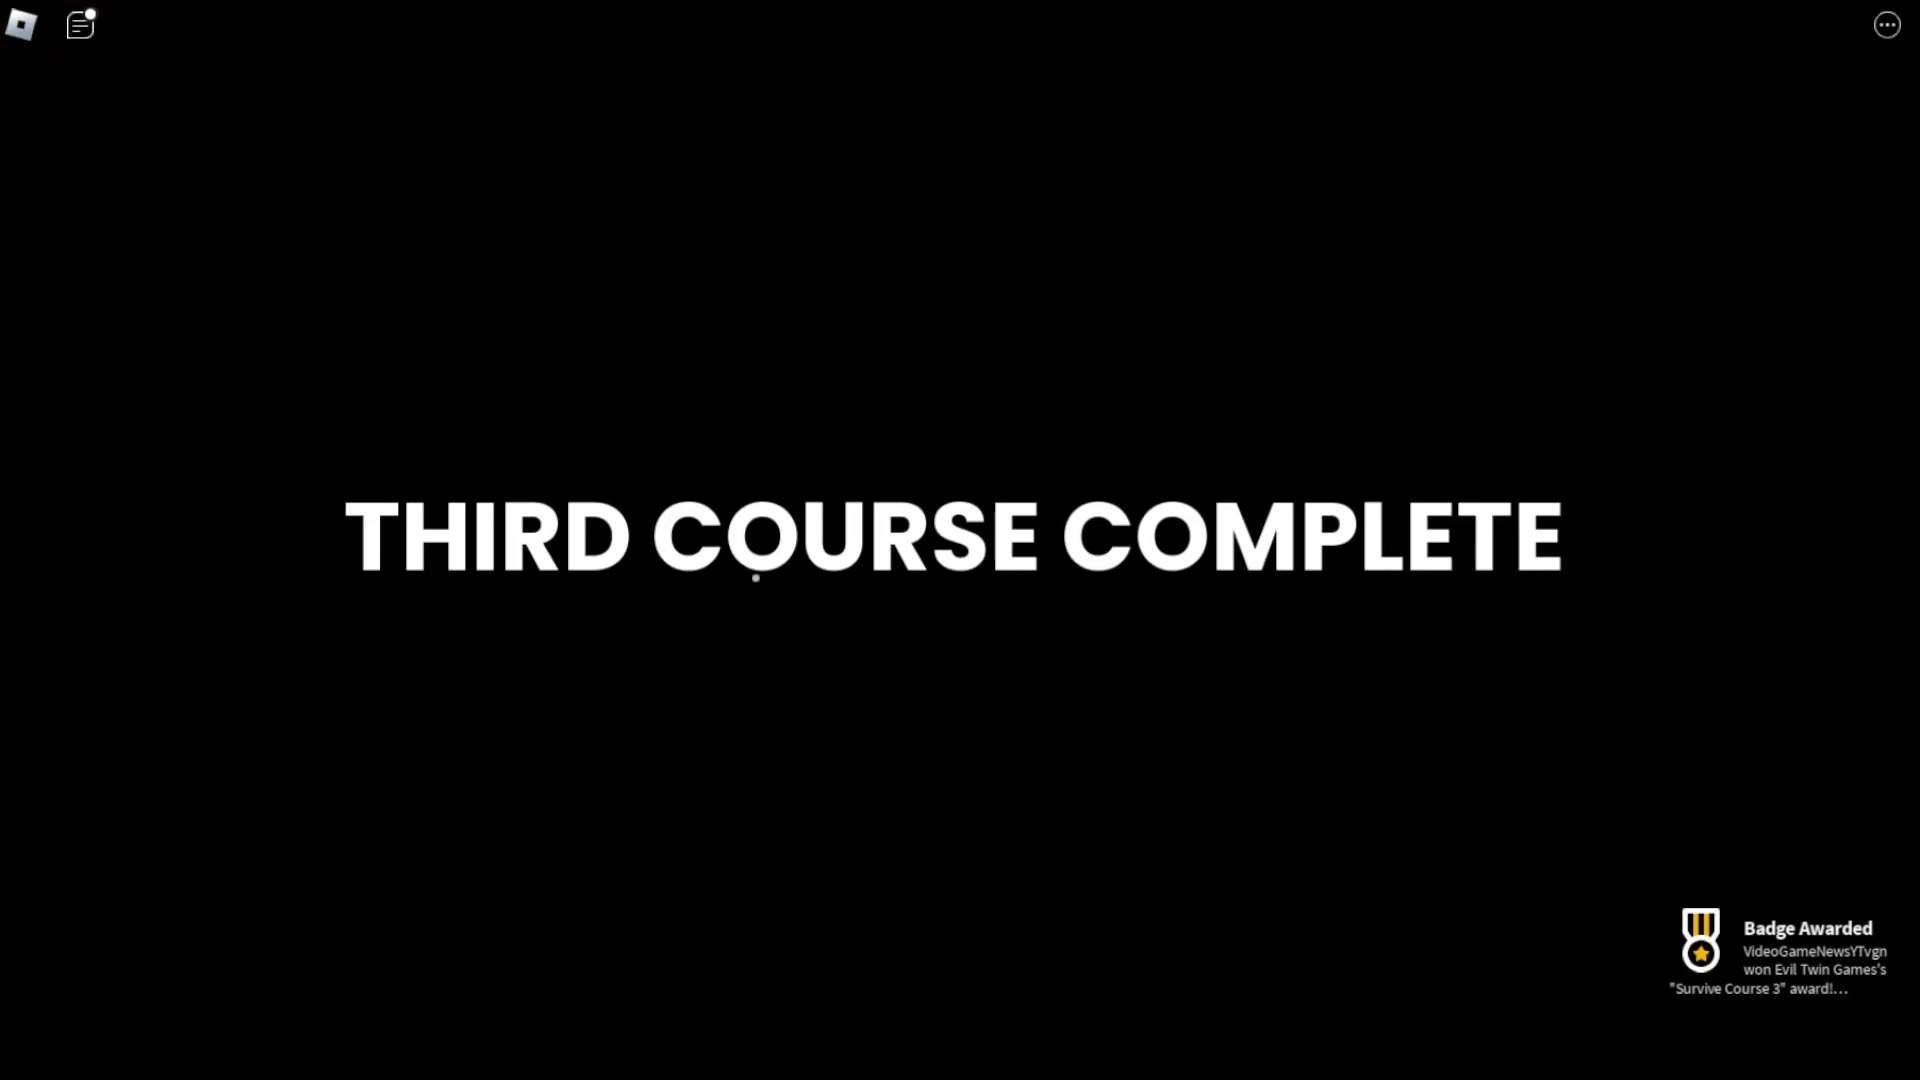 THIRD COURSE COMPLETE
Badge Awarded
VideoGameNewsYTvgn
won Evil Twin Games's
"Survive Course 3" award!...